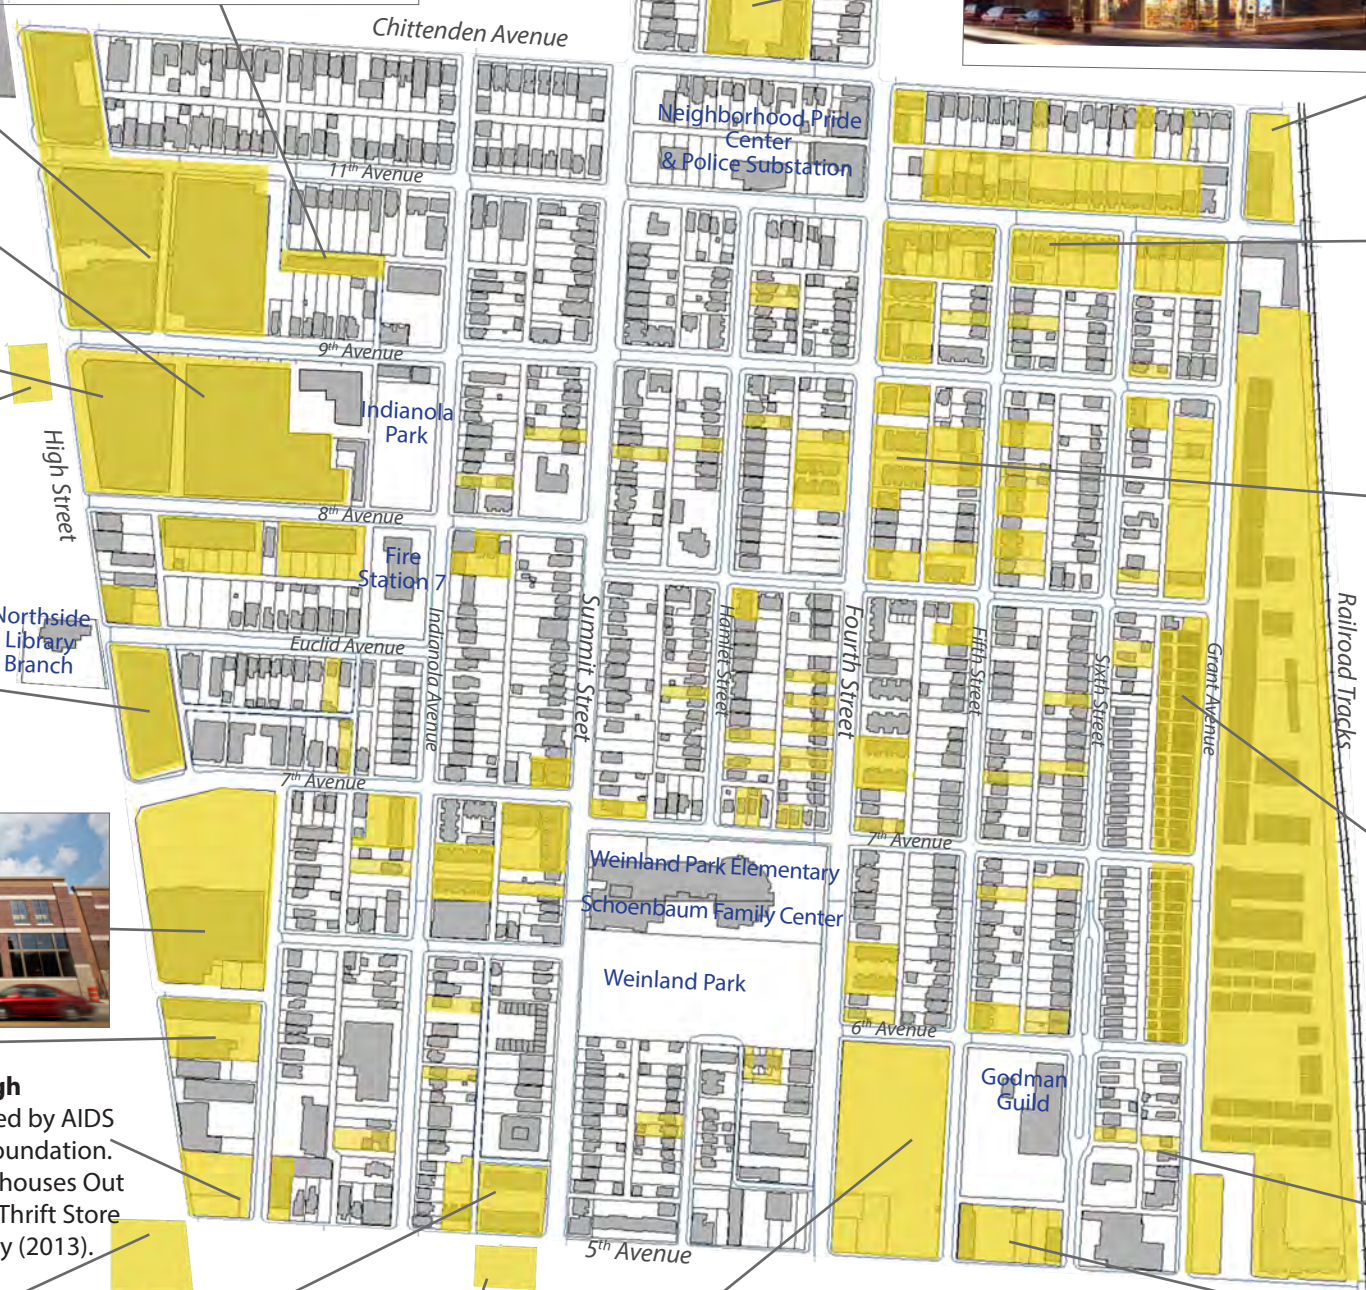 Chittenden Avenue
Neighborhood Pride
Center
& Police Substation
11th Avenue
9th Avenue
Indianola
Park
High Street
8th Avenue
Fire
Station 7
Northside
Library
Branch
Euclid Avenue
Indianola Avenue
Summit Street
Hamlet Street
Fourth Street
Fifth Street
Sixth Street
Grant Avenue
Railroad Tracks
7th Avenue
7th Avenue
Weinland Park Elementary
Schoenbaum Family Center
Weinland Park
6th Avenue
Godman
Guild
gh
ed by AIDS
oundation.
houses Out
Thrift Store
y (2013).
5th Avenue